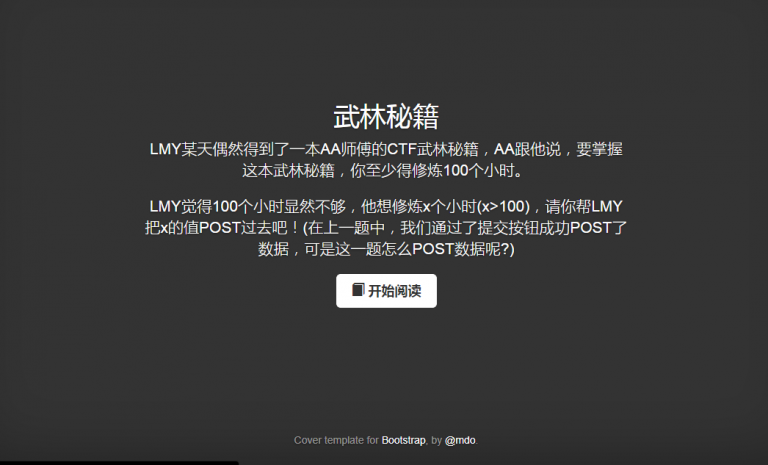 武林秘籍
LMY某天偶然得到了一本AA师傅的CTF武林秘籍，AA跟他说，要掌握
这本武林秘籍，你至少得修炼100个小时。
LMY觉得100个小时显然不够，他想修炼x个小时(x>100)，请你帮LMY
把x的值POST过去吧！(在上一题中，我们通过了提交按钮成功POST了
数据，可是这一题怎么POST数据呢?)
开始阅读
Cover template for Bootstrap, by @mdo.